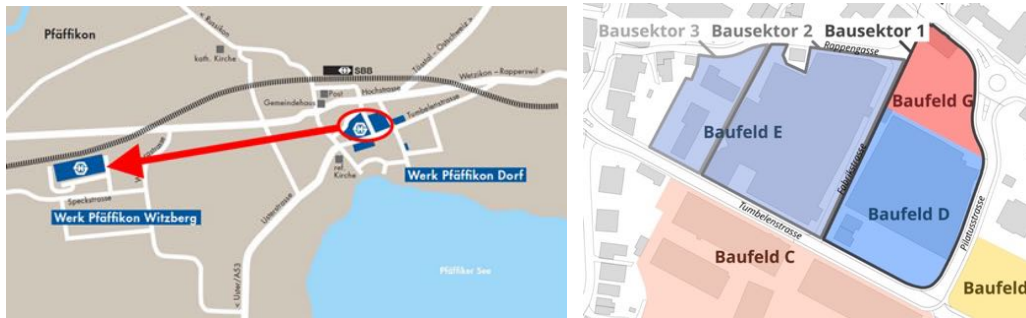 Pfäffikon
< Russikon
kath. Kirche
SBB
Tösstal – Ostschweiz >
Wetzikon – Rapperswil >
Hochstrasse
Post
Gemeindehaus
Tumbelenstrasse
ref.
Kirche
Werk Pfäffikon Dorf
Speckstrasse
Werk Pfäffikon Witzberg
Usterstrasse
< Uster/A53
Pfäffiker See
Bausektor 3
Bausektor 2
Bausektor 1
Rappengasse
Baufeld G
Baufeld E
Fabrikstrasse
Baufeld D
Pilatusstrasse
Tumbelenstrasse
Baufeld C
Baufeld